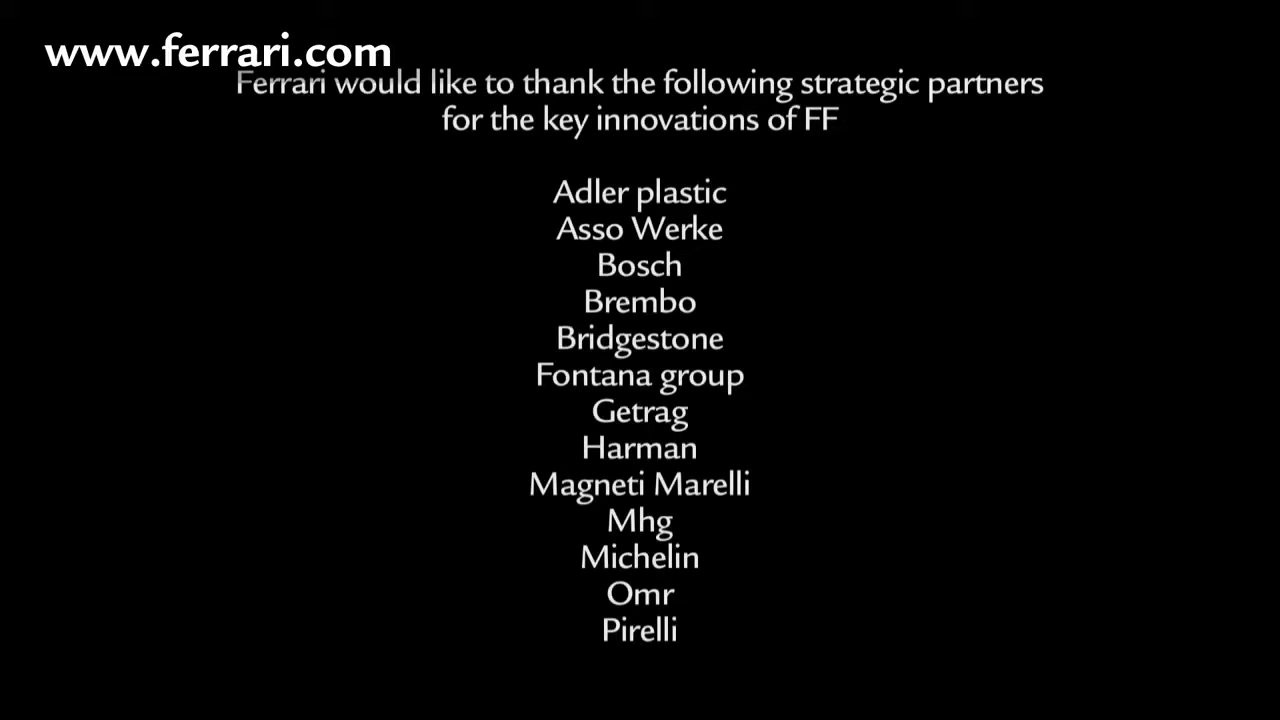 www.ferrari.com
Ferrari would like to thank the following strategic partners
for the key innovations of FF
Adler plastic
Asso Werke
Bosch
Brembo
Bridgestone
Fontana group
Getrag
Harman
Magneti Marelli
Mhg
Michelin
Omr
Pirelli